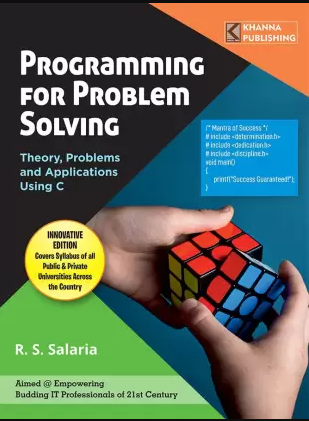 KHANNA
PUBLISHING
PROGRAMMING
FOR PROBLEM
SOLVING
Theory, Problems
and Applications
Using C
/* Mantra of Success */
# include <determination.h>
# include <dedication.h>
# include <discipline.h>
void main()
{
printf("Success Guaranteed!");
}
INNOVATIVE
EDITION
Covers Syllabus of all
Public & Private
Universities Across
the Country
R. S. Salaria
Aimed @ Empowering
Budding IT Professionals of 21st Century